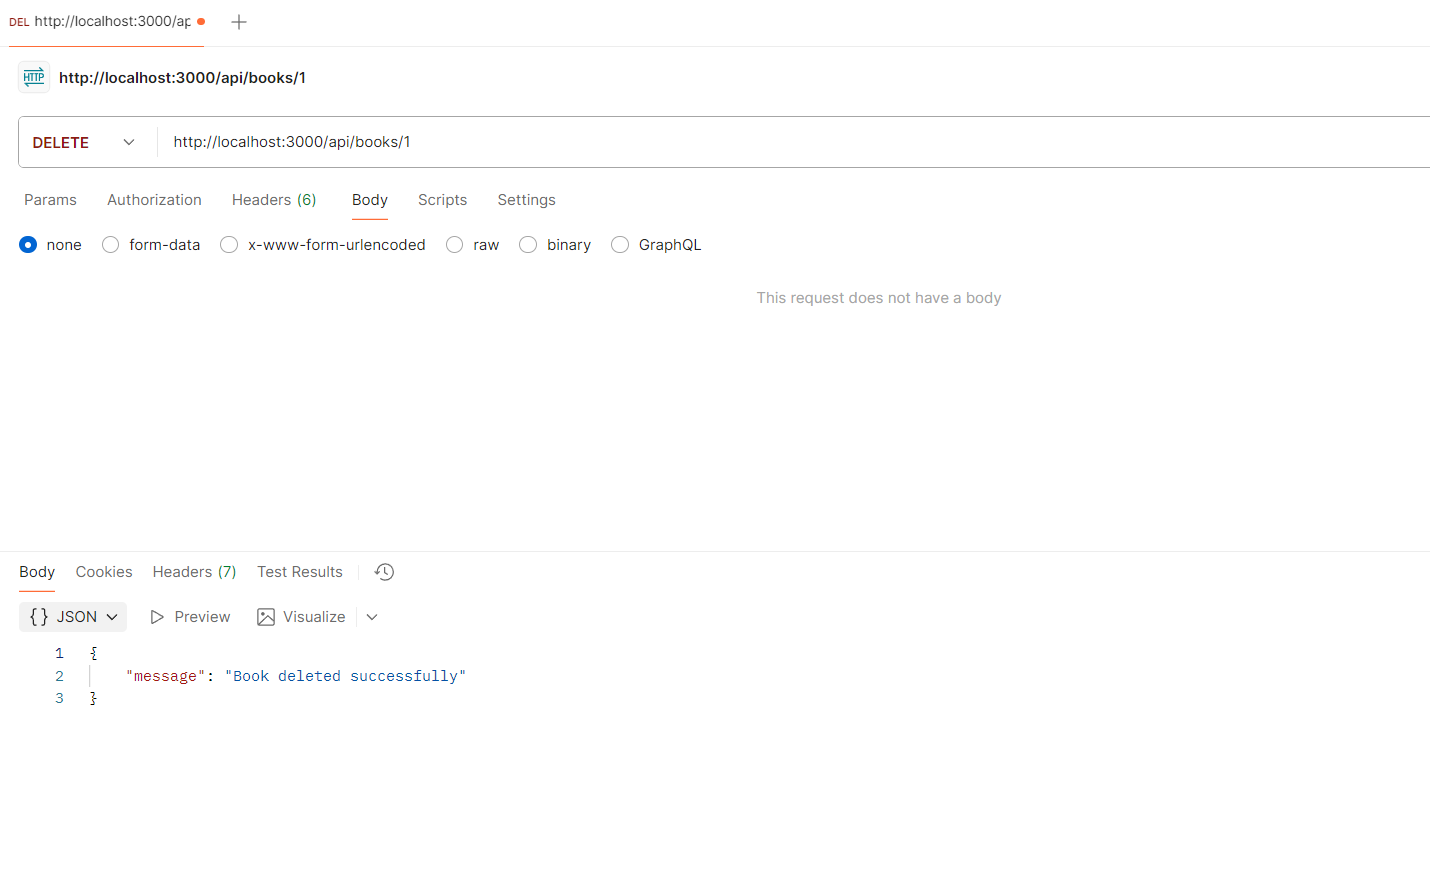 DEL http://localhost:3000/ap
HTTP http://localhost:3000/api/books/1
DELETE http://localhost:3000/api/books/1
Params Authorization Headers (6) Body Scripts Settings
none form-data x-www-form-urlencoded raw binary GraphQL
This request does not have a body
Body Cookies Headers (7) Test Results
{} JSON Preview Visualize
1 {
2 "message": "Book deleted successfully"
3 }